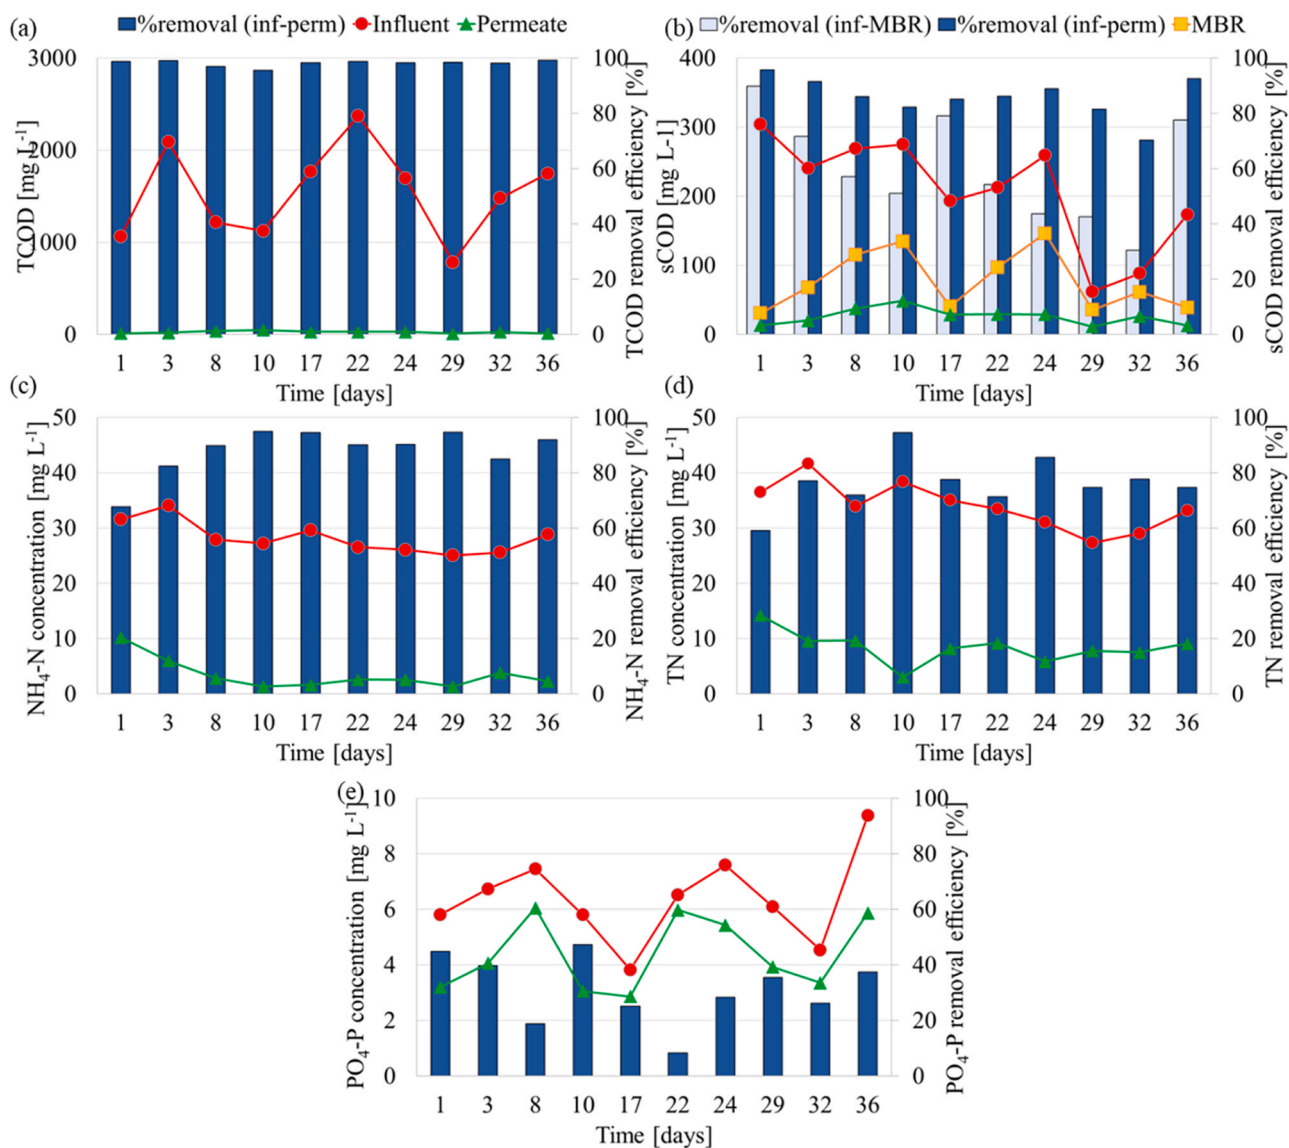 (a)
%removal (inf-perm) Influent Permeate
(b)
%removal (inf-MBR) %removal (inf-perm) MBR
3000
2000
1000
0
TCOD [mg L-1]
100
80
60
40
20
0
TCOD removal efficiency [%]
1 3 8 10 17 22 24 29 32 36
Time [days]
400
300
200
100
0
sCOD [mg L-1]
100
80
60
40
20
0
sCOD removal efficiency [%]
1 3 8 10 17 22 24 29 32 36
Time [days]
(c)
50
40
30
20
10
0
NH4-N concentration [mg L-1]
100
80
60
40
20
0
NH4-N removal efficiency [%]
1 3 8 10 17 22 24 29 32 36
Time [days]
(d)
50
40
30
20
10
0
TN concentration [mg L-1]
100
80
60
40
20
0
TN removal efficiency [%]
1 3 8 10 17 22 24 29 32 36
Time [days]
(e)
10
8
6
4
2
0
PO4-P concentration [mg L-1]
100
80
60
40
20
0
PO4-P removal efficiency [%]
1 3 8 10 17 22 24 29 32 36
Time [days]